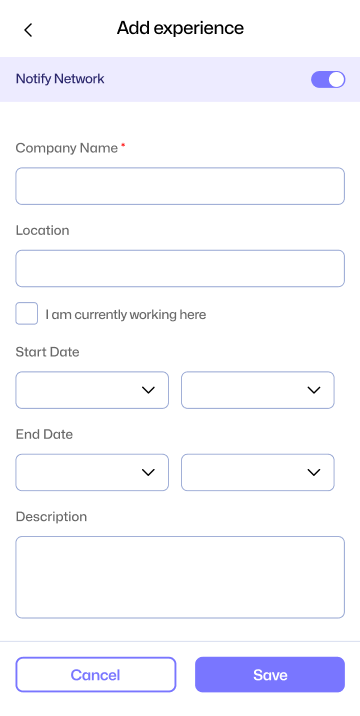 Add experience
Notify Network
Company Name *
Location
I am currently working here
Start Date
End Date
Description
Cancel
Save